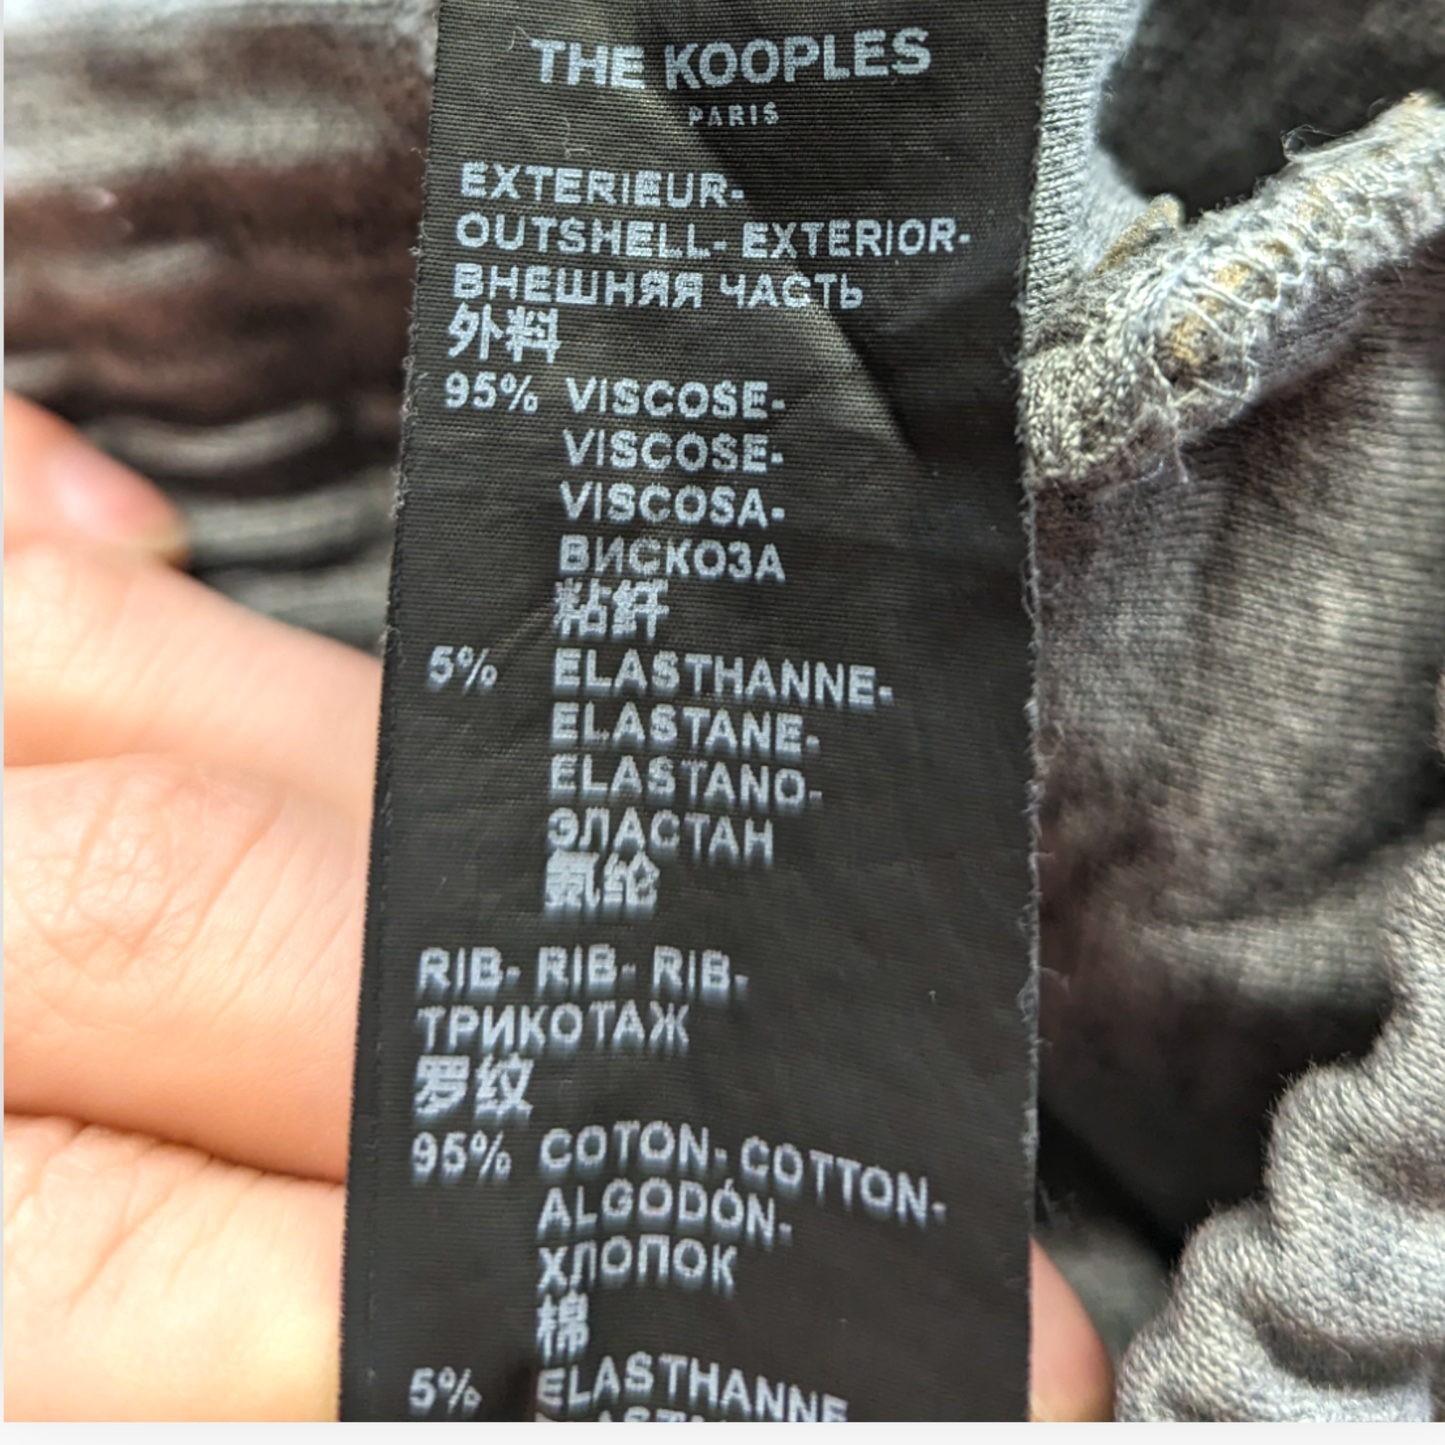 THE KOOPLES
PARIS
EXTERIEUR-
OUTSHELL- EXTERIOR-
ВНЕШНЯЯ ЧАСТЬ
外料
95% VISCOSE-
VISCOSE-
VISCOSA-
ВИСКОЗА
粘纤
5% ELASTHANNE-
ELASTANE-
ELASTANO-
ЭЛАСТАН
氨纶
RIB- RIB- RIB-
ТРИКОТАЖ
罗纹
95% COTON- COTTON-
ALGODÓN-
ХЛОПОК
棉
5% ELASTHANNE